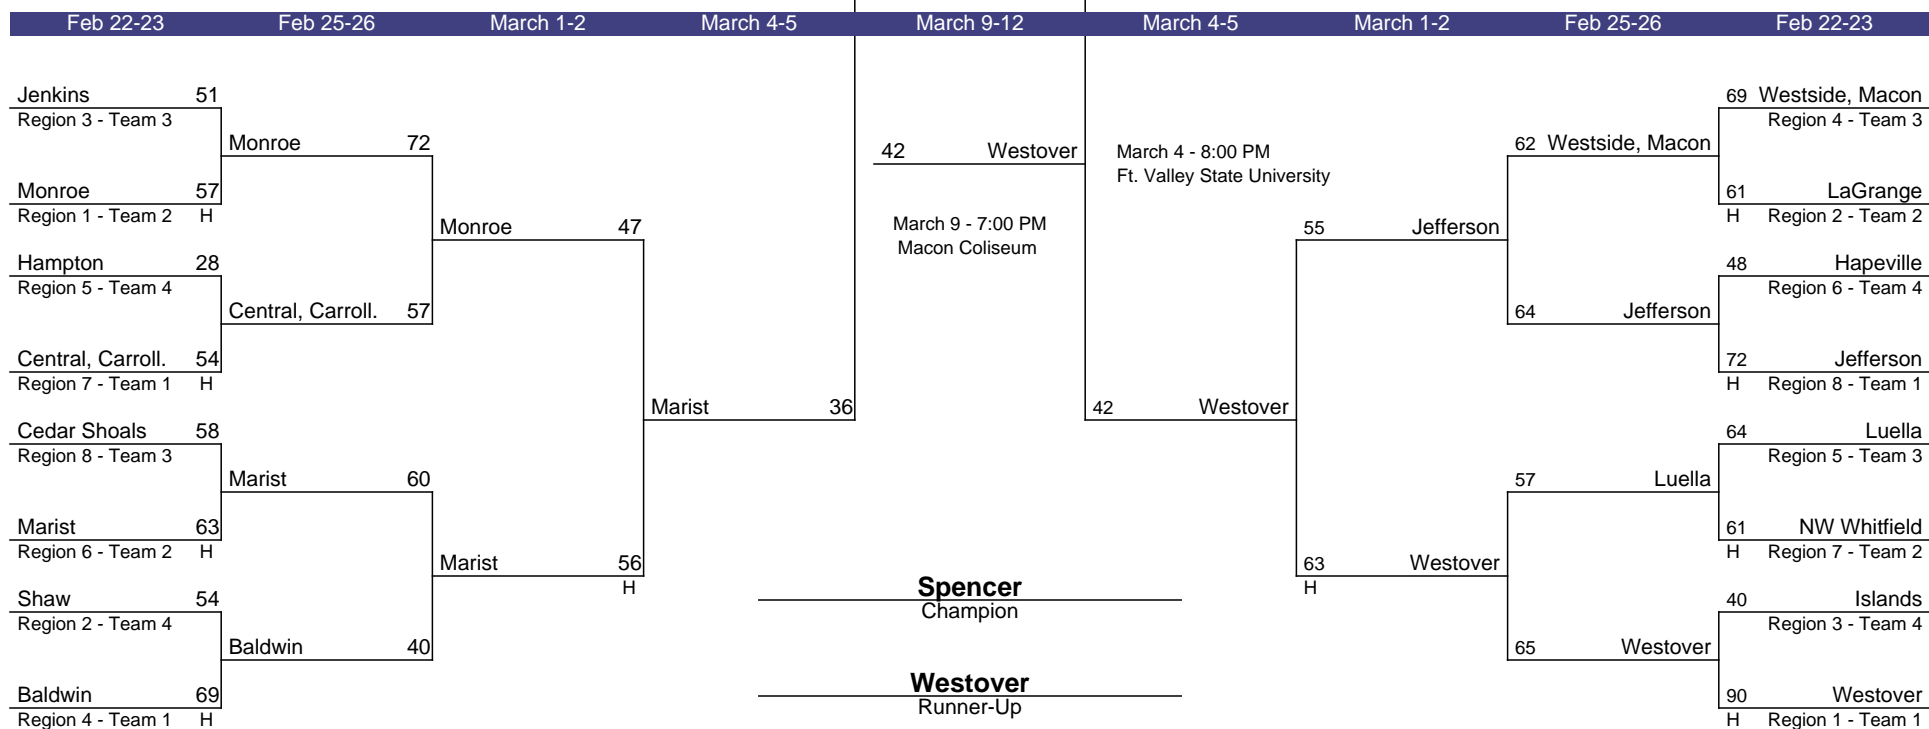 Feb 22-23 Feb 25-26 March 1-2 March 4-5 March 9-12 March 4-5 March 1-2 Feb 25-26 Feb 22-23
Jenkins 51
Region 3 - Team 3
Monroe 72
Monroe 57
Region 1 - Team 2 H
Monroe 47
Hampton 28
Region 5 - Team 4
Central, Carroll. 57
Central, Carroll. 54
Region 7 - Team 1 H
Marist 36
Cedar Shoals 58
Region 8 - Team 3
Marist 60
Marist 63
Region 6 - Team 2 H
Marist 56
H
Shaw 54
Region 2 - Team 4
Baldwin 40
Baldwin 69
Region 4 - Team 1 H
42 Westover
March 9 - 7:00 PM
Macon Coliseum
Spencer
Champion
Westover
Runner-Up
March 4 - 8:00 PM
Ft. Valley State University
42 Westover
55 Jefferson
63 Westover
H
62 Westside, Macon
64 Jefferson
57 Luella
65 Westover
69 Westside, Macon
Region 4 - Team 3
61 LaGrange
H Region 2 - Team 2
48 Hapeville
Region 6 - Team 4
72 Jefferson
H Region 8 - Team 1
64 Luella
Region 5 - Team 3
61 NW Whitfield
H Region 7 - Team 2
40 Islands
Region 3 - Team 4
90 Westover
H Region 1 - Team 1